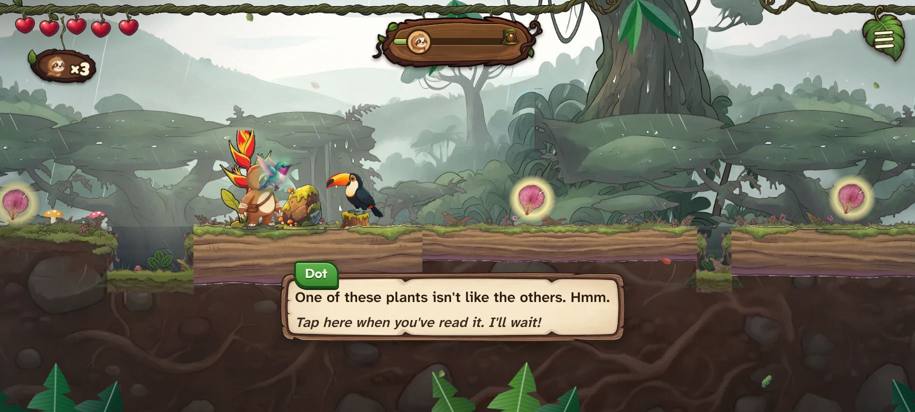 x3
Dot
One of these plants isn't like the others. Hmm.
Tap here when you've read it. I'll wait!